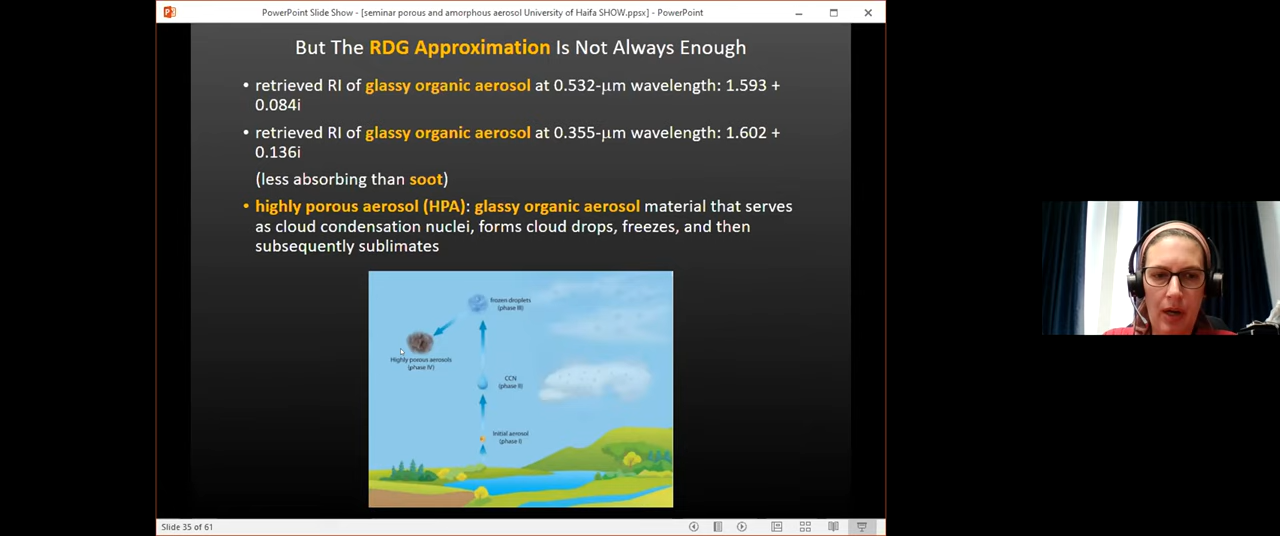 PowerPoint Slide Show - [seminar porous and amorphous aerosol University of Haifa SHOW.ppsx] - PowerPoint
But The RDG Approximation Is Not Always Enough
• retrieved RI of glassy organic aerosol at 0.532-μm wavelength: 1.593 +
0.084i
• retrieved RI of glassy organic aerosol at 0.355-μm wavelength: 1.602 +
0.136i
(less absorbing than soot)
• highly porous aerosol (HPA): glassy organic aerosol material that serves
as cloud condensation nuclei, forms cloud drops, freezes, and then
subsequently sublimates
Frozen droplets
(phase III)
Highly porous aerosols
(phase IV)
CCN
(phase II)
Initial aerosol
(phase I)
Slide 35 of 61